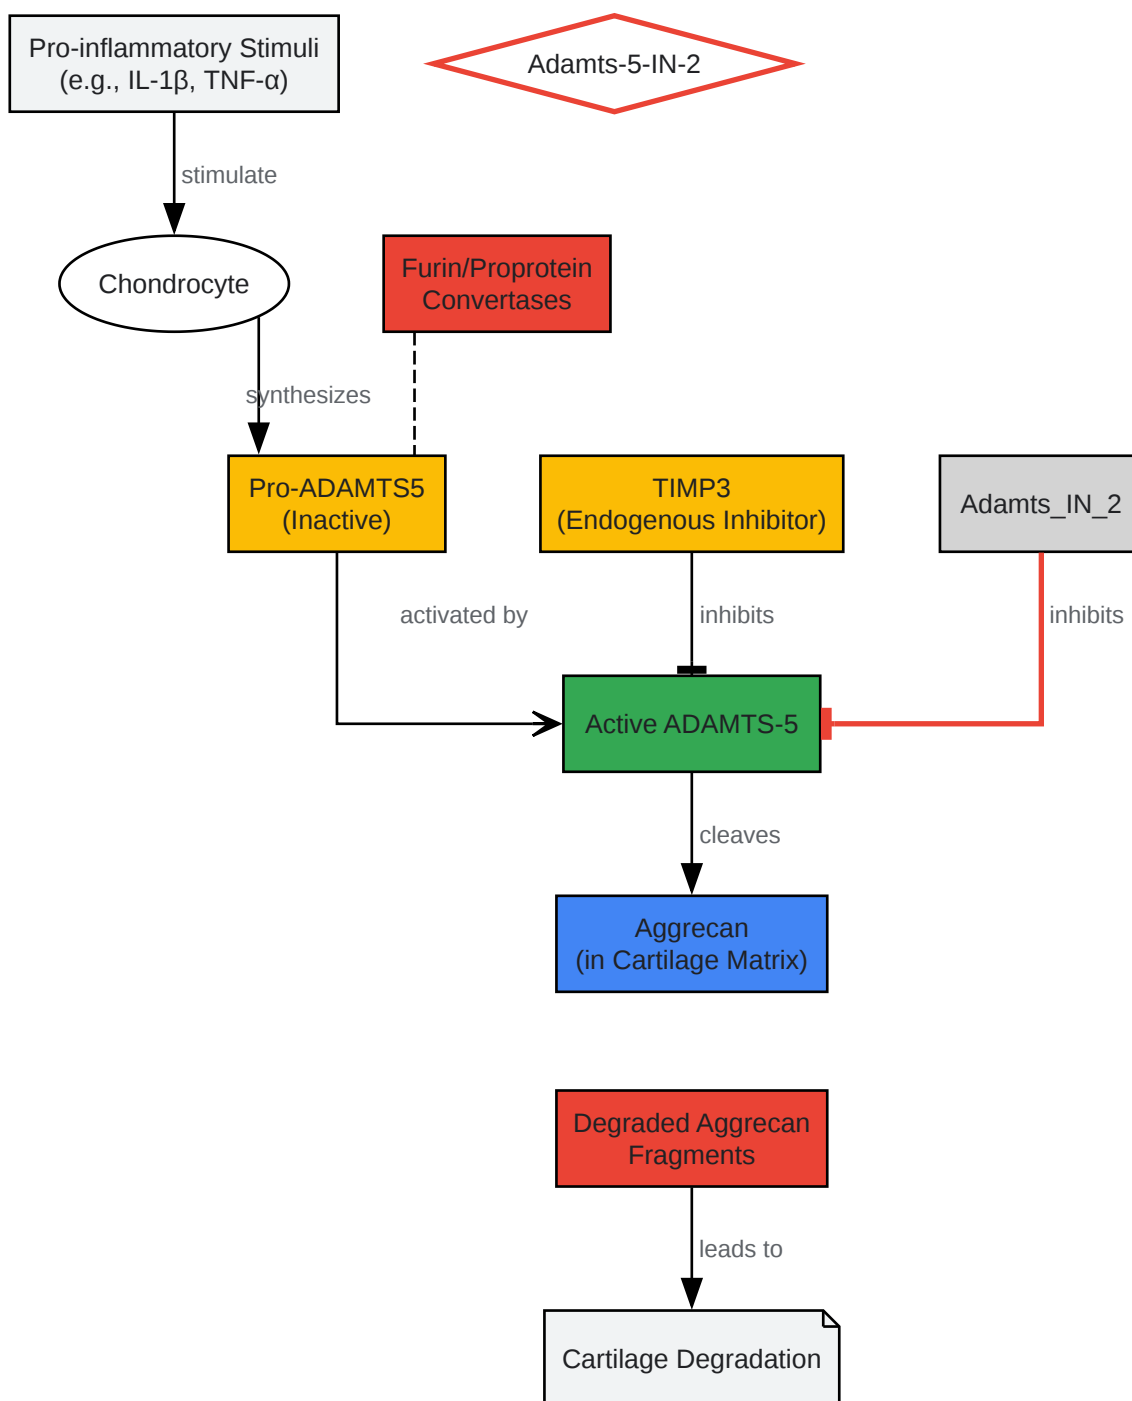 Pro-inflammatory Stimuli
(e.g., IL-1β, TNF-α)
Adamts-5-IN-2
stimulate
Chondrocyte
Furin/Proprotein
Convertases
synthesizes
Pro-ADAMTS5
(Inactive)
TIMP3
(Endogenous Inhibitor)
Adamts_IN_2
activated by
inhibits
inhibits
Active ADAMTS-5
cleaves
Aggrecan
(in Cartilage Matrix)
Degraded Aggrecan
Fragments
leads to
Cartilage Degradation